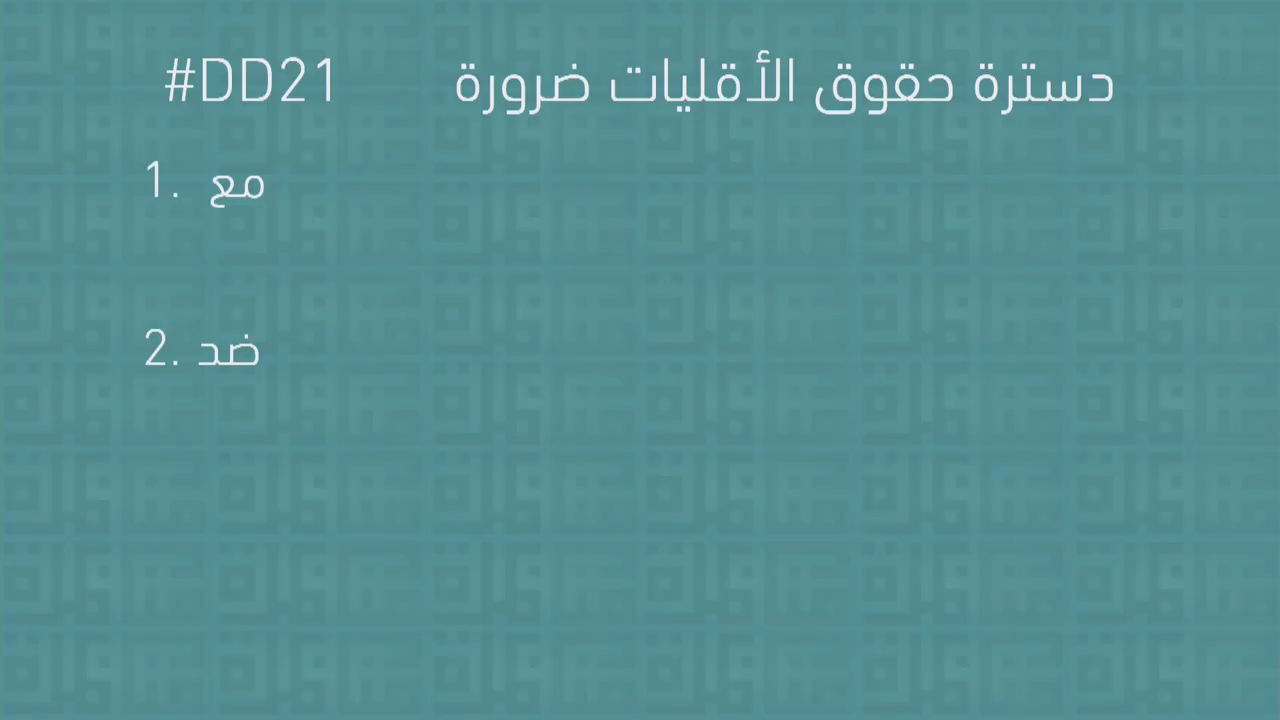 دسترة حقوق الأقليات ضرورة #DD21
1. مع
2. ضد